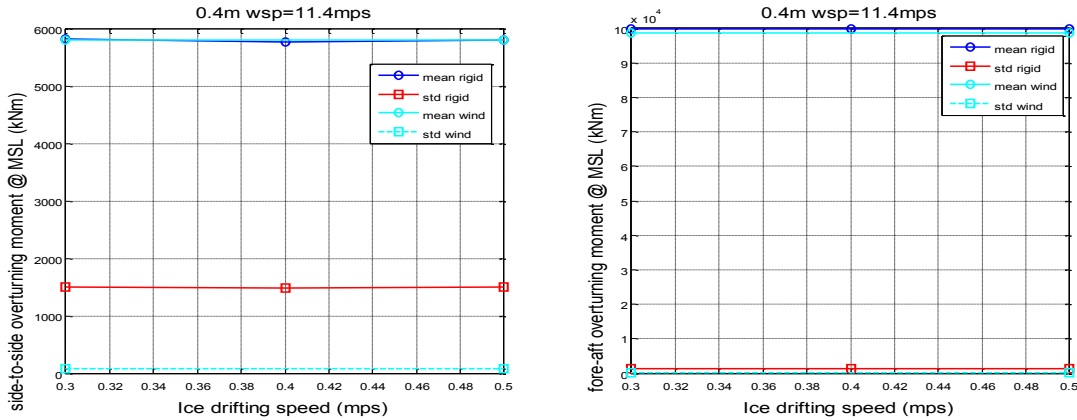 0.4m wsp=11.4mps
side-to-side overturning moment @ MSL (kNm)
6000
5000
4000
3000
2000
1000
0
mean rigid
std rigid
mean wind
std wind
0.3 0.32 0.34 0.36 0.38 0.4 0.42 0.44 0.46 0.48 0.5
Ice drifting speed (mps)
0.4m wsp=11.4mps
x 10^4
fore-aft overturning moment @ MSL (kNm)
10
9
8
7
6
5
4
3
2
1
0
mean rigid
std rigid
mean wind
std wind
0.3 0.32 0.34 0.36 0.38 0.4 0.42 0.44 0.46 0.48 0.5
Ice drifting speed (mps)